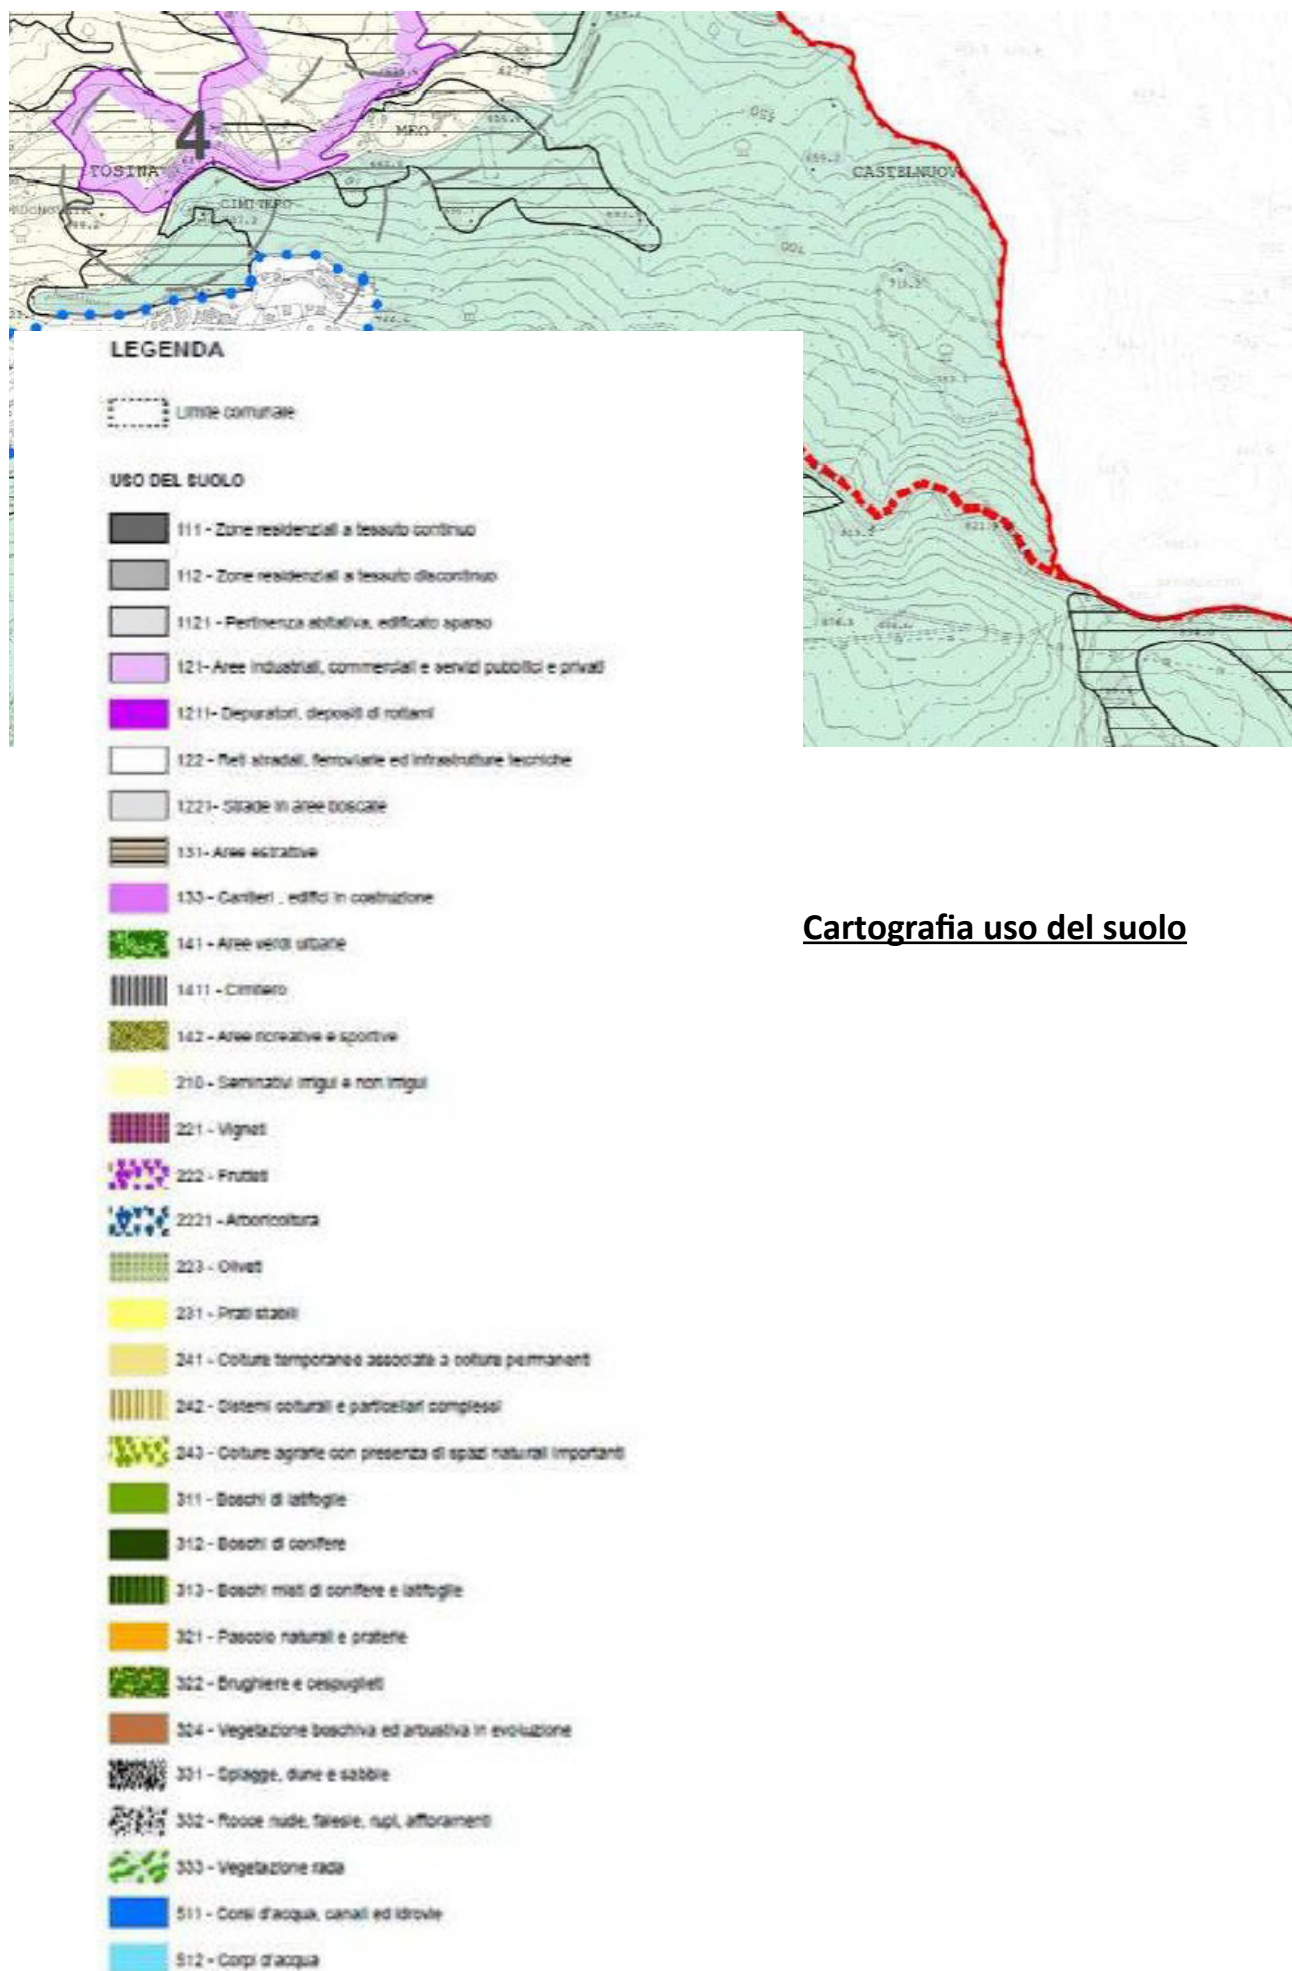 4
MEO
TOSINA
CIMITERO
CASTELNUOV
550
659.2
700
LEGENDA
Limite comunale
USO DEL SUOLO
111 - Zone residenziali a tessuto continuo
112 - Zone residenziali a tessuto discontinuo
1121 - Pertinenza abitativa, edificato sparso
121- Aree industriali, commerciali e servizi pubblici e privati
1211- Depuratori, depositi di rottami
122 - Reti stradali, ferroviarie ed infrastrutture tecniche
1221- Strade in aree boscate
131- Aree estrattive
133 - Cantieri , edifici in costruzione
141 - Aree verdi urbane
1411 - Cimitero
142 - Aree ricreative e sportive
210 - Seminativi irrigui e non irrigui
221 - Vigneti
222 - Frutteti
2221 - Arboricoltura
223 - Oliveti
231 - Prati stabili
241 - Colture temporanee associate a colture permanenti
242 - Sistemi colturali e particellari complessi
243 - Colture agrarie con presenza di spazi naturali importanti
311 - Boschi di latifoglie
312 - Boschi di conifere
313 - Boschi misti di conifere e latifoglie
321 - Pascolo naturali e praterie
322 - Brughiere e cespuglieti
324 - Vegetazione boschiva ed arbustiva in evoluzione
331 - Spiagge, dune e sabbie
332 - Rocce nude, falesie, rupi, affioramenti
333 - Vegetazione rada
511 - Corsi d'acqua, canali ed idrovie
512 - Corpi d'acqua
Cartografia uso del suolo